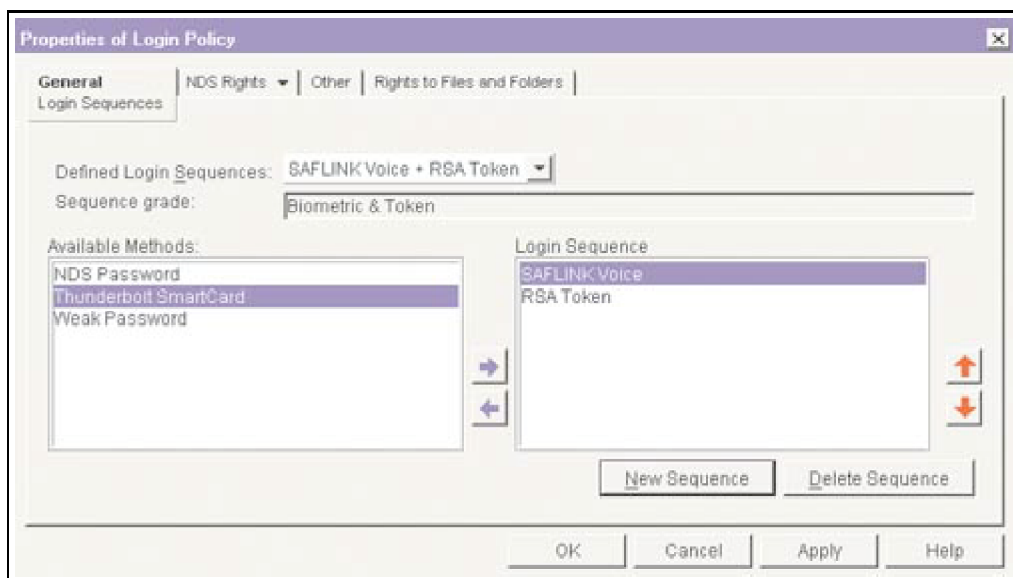 Properties of Login Policy
General
NDS Rights
Other
Rights to Files and Folders
Login Sequences
Defined Login Sequences:
SAFLINK Voice + RSA Token
Sequence grade:
Biometric & Token
Available Methods:
NDS Password
Thunderbolt SmartCard
Weak Password
Login Sequence
SAFLINK Voice
RSA Token
New Sequence
Delete Sequence
OK
Cancel
Apply
Help